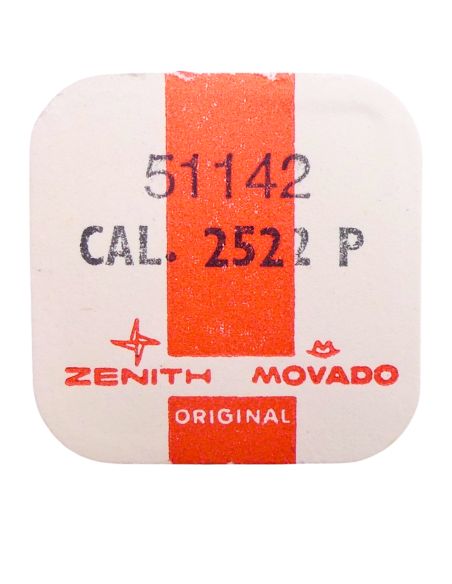 51142
CAL. 2522 P
ZENITH MOVADO
ORIGINAL